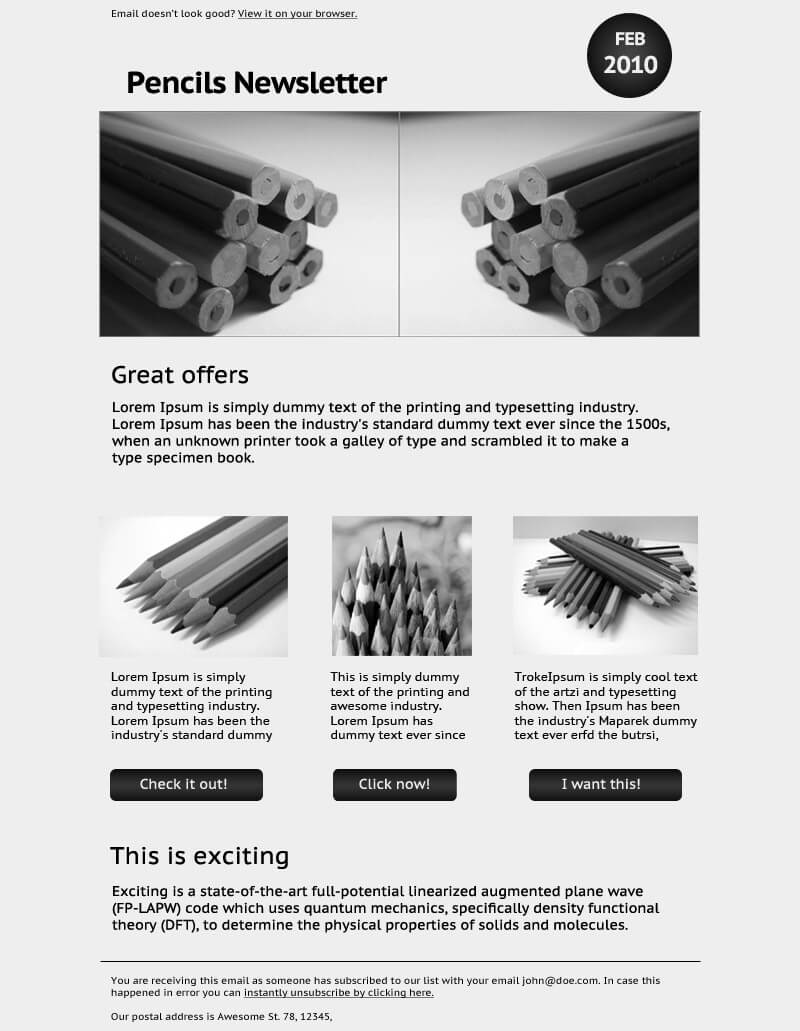 Email doesn't look good? View it on your browser.
FEB
2010
Pencils Newsletter
Great offers
Lorem Ipsum is simply dummy text of the printing and typesetting industry.
Lorem Ipsum has been the industry's standard dummy text ever since the 1500s,
when an unknown printer took a galley of type and scrambled it to make a
type specimen book.
Lorem Ipsum is simply
dummy text of the printing
and typesetting industry.
Lorem Ipsum has been the
industry's standard dummy
This is simply dummy
text of the printing and
awesome industry.
Lorem Ipsum has
dummy text ever since
TrokeIpsum is simply cool text
of the artzi and typesetting
show. Then Ipsum has been
the industry's Maparek dummy
text ever erfd the butrsi,
Check it out!
Click now!
I want this!
This is exciting
Exciting is a state-of-the-art full-potential linearized augmented plane wave
(FP-LAPW) code which uses quantum mechanics, specifically density functional
theory (DFT), to determine the physical properties of solids and molecules.
You are receiving this email as someone has subscribed to our list with your email john@doe.com. In case this
happened in error you can instantly unsubscribe by clicking here.
Our postal address is Awesome St. 78, 12345,